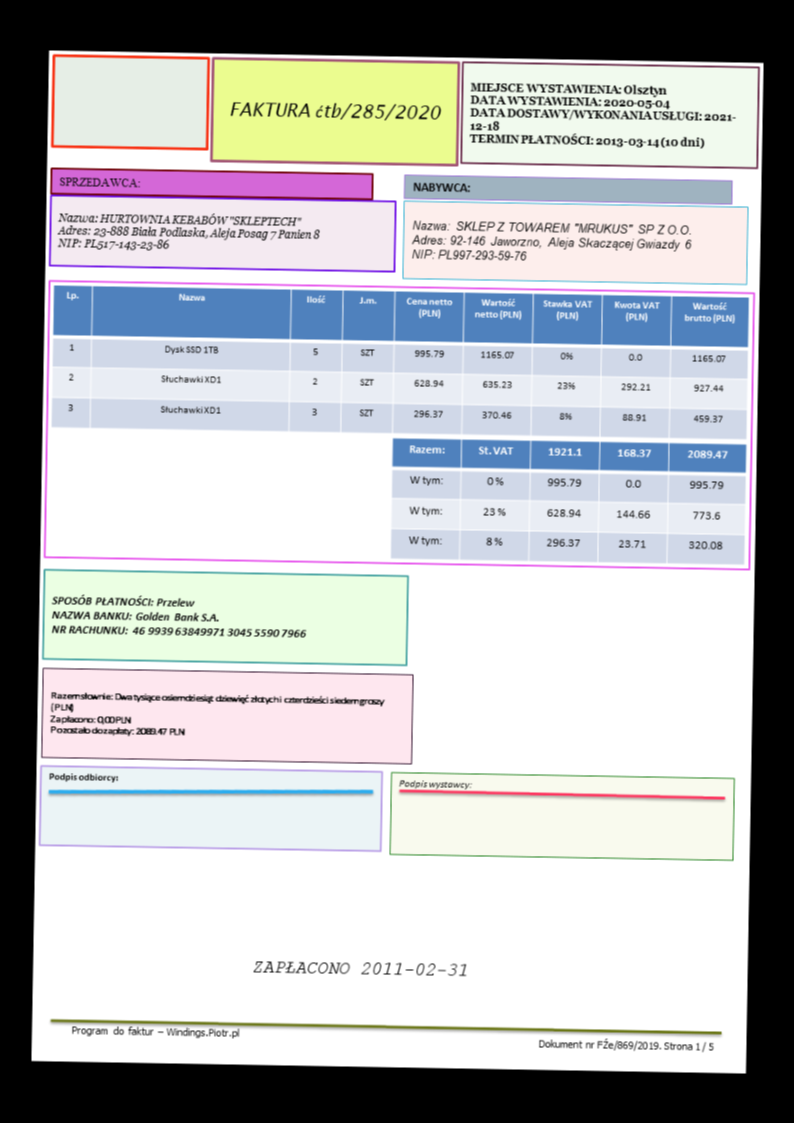 FAKTURA ćtb/285/2020
MIEJSCE WYSTAWIENIA: Olsztyn
DATA WYSTAWIENIA: 2020-05-04
DATA DOSTAWY/WYKONANIA USŁUGI: 2021-
12-18
TERMIN PŁATNOŚCI: 2013-03-14 (10 dni)
SPRZEDAWCA:
Nazwa: HURTOWNIA KEBABÓW "SKLEPTECH"
Adres: 23-888 Biała Podlaska, Aleja Posag 7 Panien 8
NIP: PL517-143-23-86
NABYWCA:
Nazwa: SKLEP Z TOWAREM "MRUKUS" SP Z O.O.
Adres: 92-146 Jaworzno, Aleja Skaczącej Gwiazdy 6
NIP: PL997-293-59-76
Lp. Nazwa Ilość J.m. Cena netto (PLN) Wartość netto (PLN) Stawka VAT (PLN) Kwota VAT (PLN) Wartość brutto (PLN)
1 Dysk SSD 1TB 5 SZT 995.79 1165.07 0% 0.0 1165.07
2 Słuchawki XD1 2 SZT 628.94 635.23 23% 292.21 927.44
3 Słuchawki XD1 3 SZT 296.37 370.46 8% 88.91 459.37
Razem: St. VAT 1921.1 168.37 2089.47
W tym: 0 % 995.79 0.0 995.79
W tym: 23 % 628.94 144.66 773.6
W tym: 8 % 296.37 23.71 320.08
SPOSÓB PŁATNOŚCI: Przelew
NAZWA BANKU: Golden Bank S.A.
NR RACHUNKU: 46 9939 6384 9971 3045 5590 7966
Razem słownie: Dwa tysiące osiemdziesiąt dziewięć złotych i czterdzieści siedem groszy
(PLN)
Zapłacono: 0,00 PLN
Pozostało do zapłaty: 2089.47 PLN
Podpis odbiorcy:
Podpis wystawcy:
ZAPŁACONO 2011-02-31
Program do faktur – Windings.Piotr.pl
Dokument nr FŻe/869/2019. Strona 1 / 5